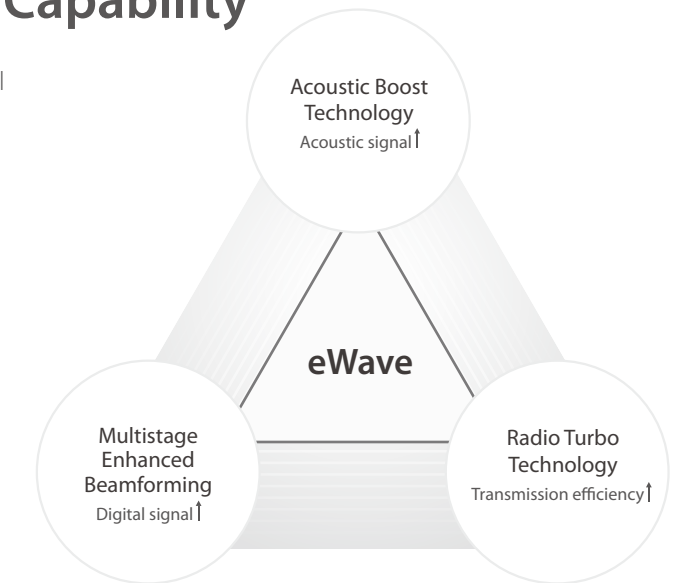 Capability
Acoustic Boost
Technology
Acoustic signal↑
eWave
Multistage
Enhanced
Beamforming
Digital signal↑
Radio Turbo
Technology
Transmission efficiency↑